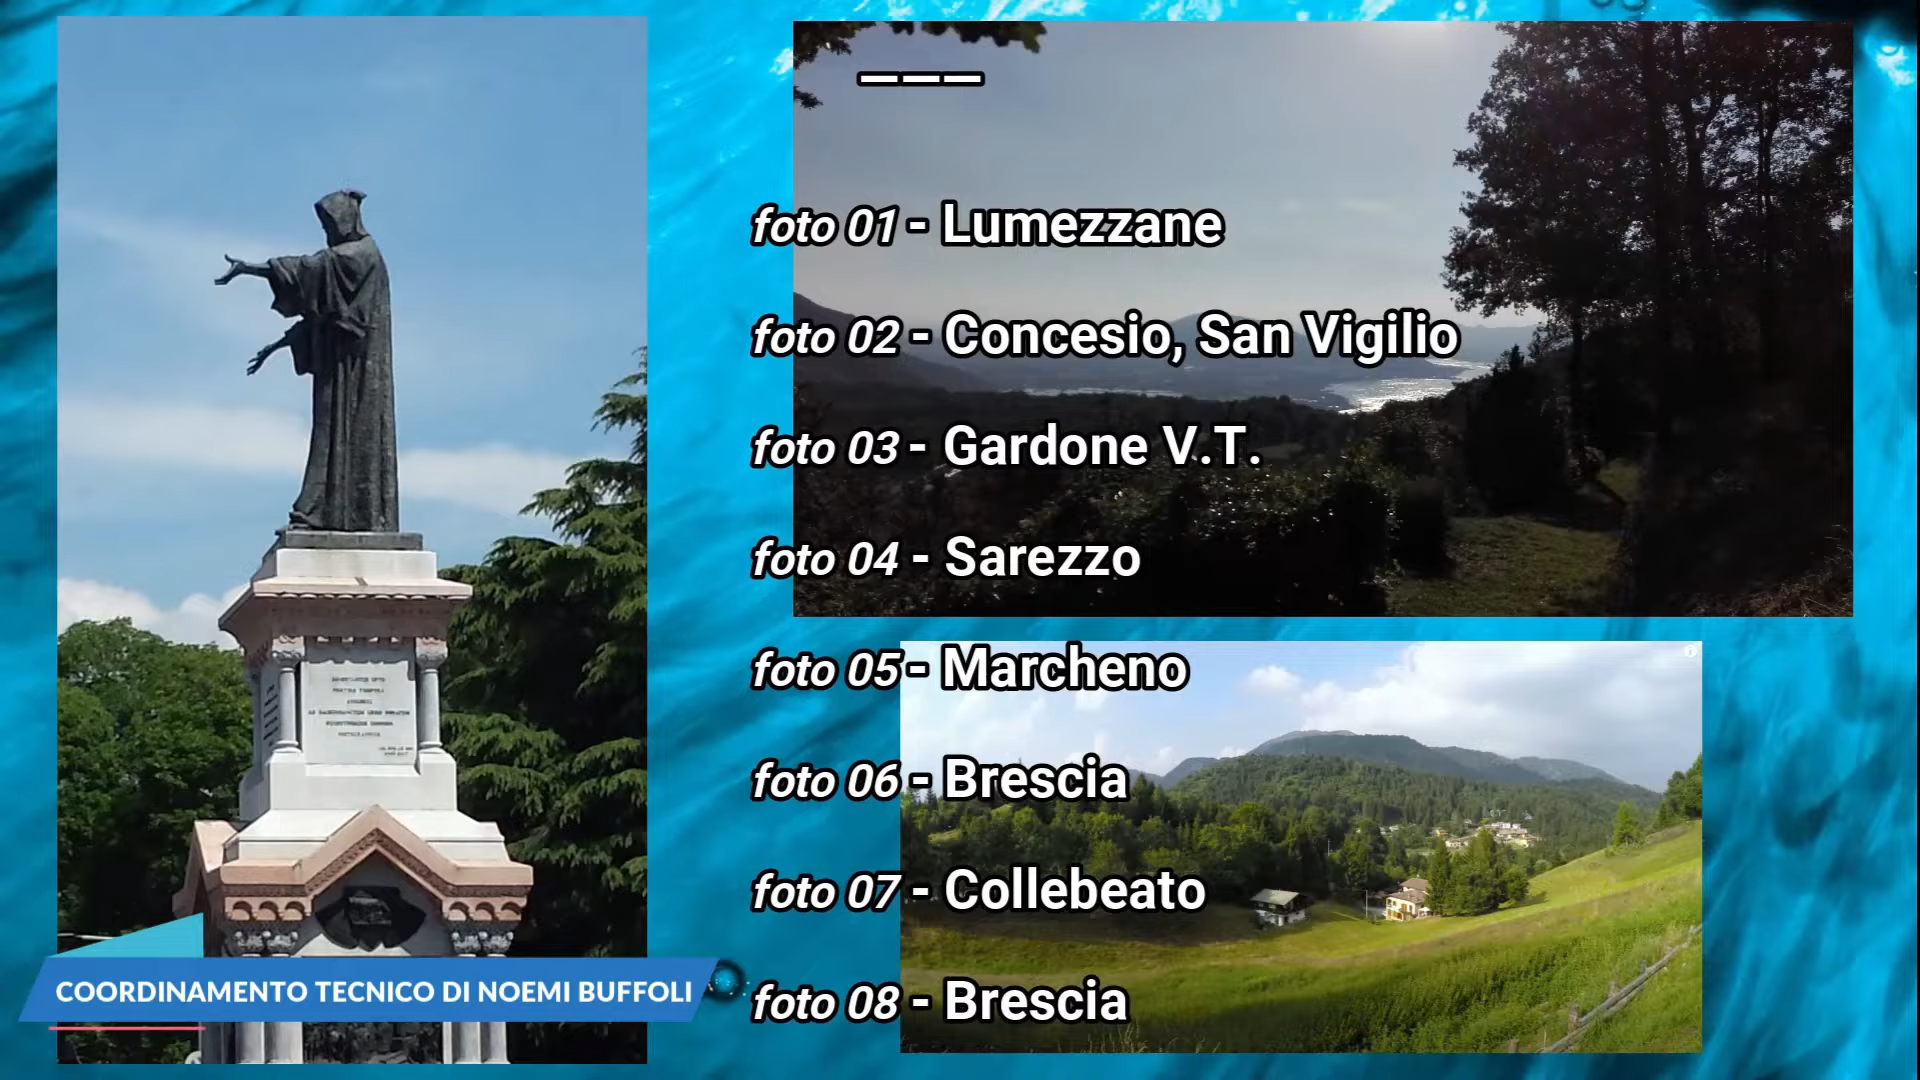 ———
foto 01 - Lumezzane
foto 02 - Concesio, San Vigilio
foto 03 - Gardone V.T.
foto 04 - Sarezzo
foto 05 - Marcheno
foto 06 - Brescia
foto 07 - Collebeato
foto 08 - Brescia
COORDINAMENTO TECNICO DI NOEMI BUFFOLI